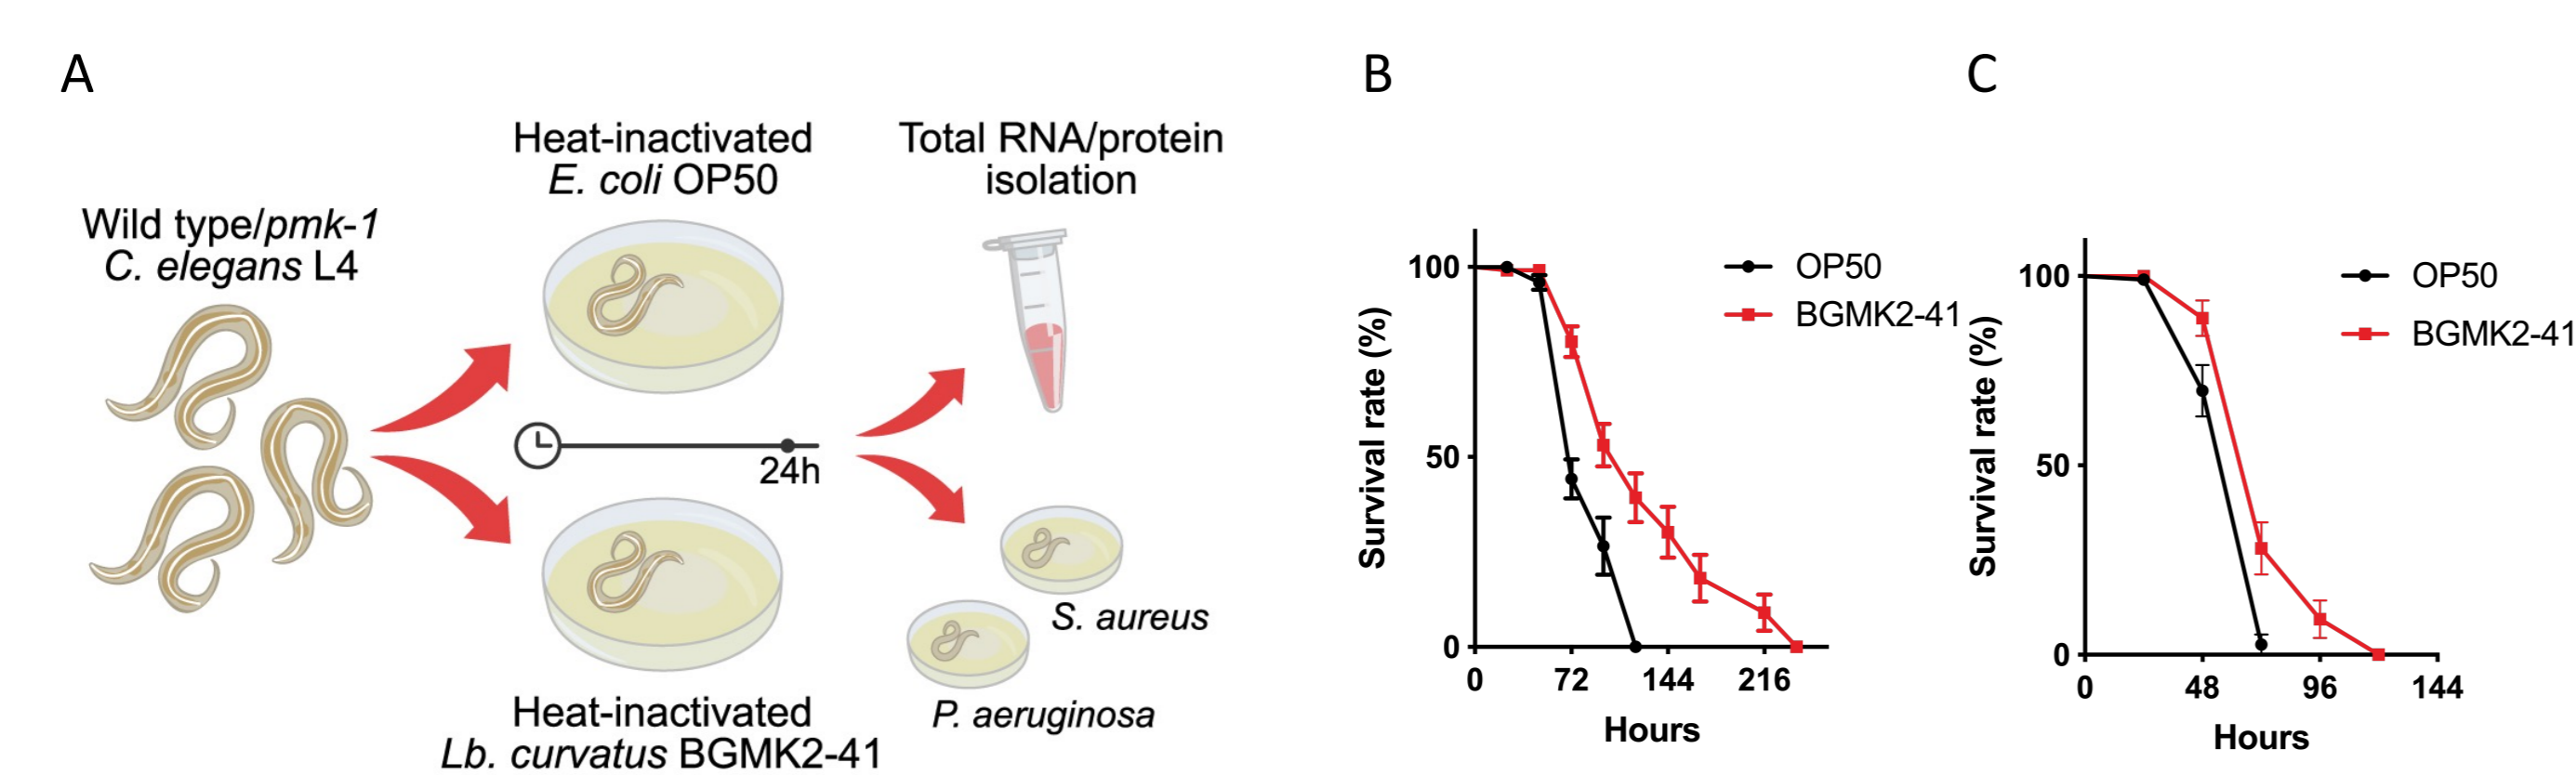 A
Wild type/pmk-1
C. elegans L4
Heat-inactivated
E. coli OP50
24h
Heat-inactivated
Lb. curvatus BGMK2-41
Total RNA/protein
isolation
S. aureus
P. aeruginosa
B
Survival rate (%)
100
50
0
0 72 144 216
Hours
OP50
BGMK2-41
C
Survival rate (%)
100
50
0
0 48 96 144
Hours
OP50
BGMK2-41